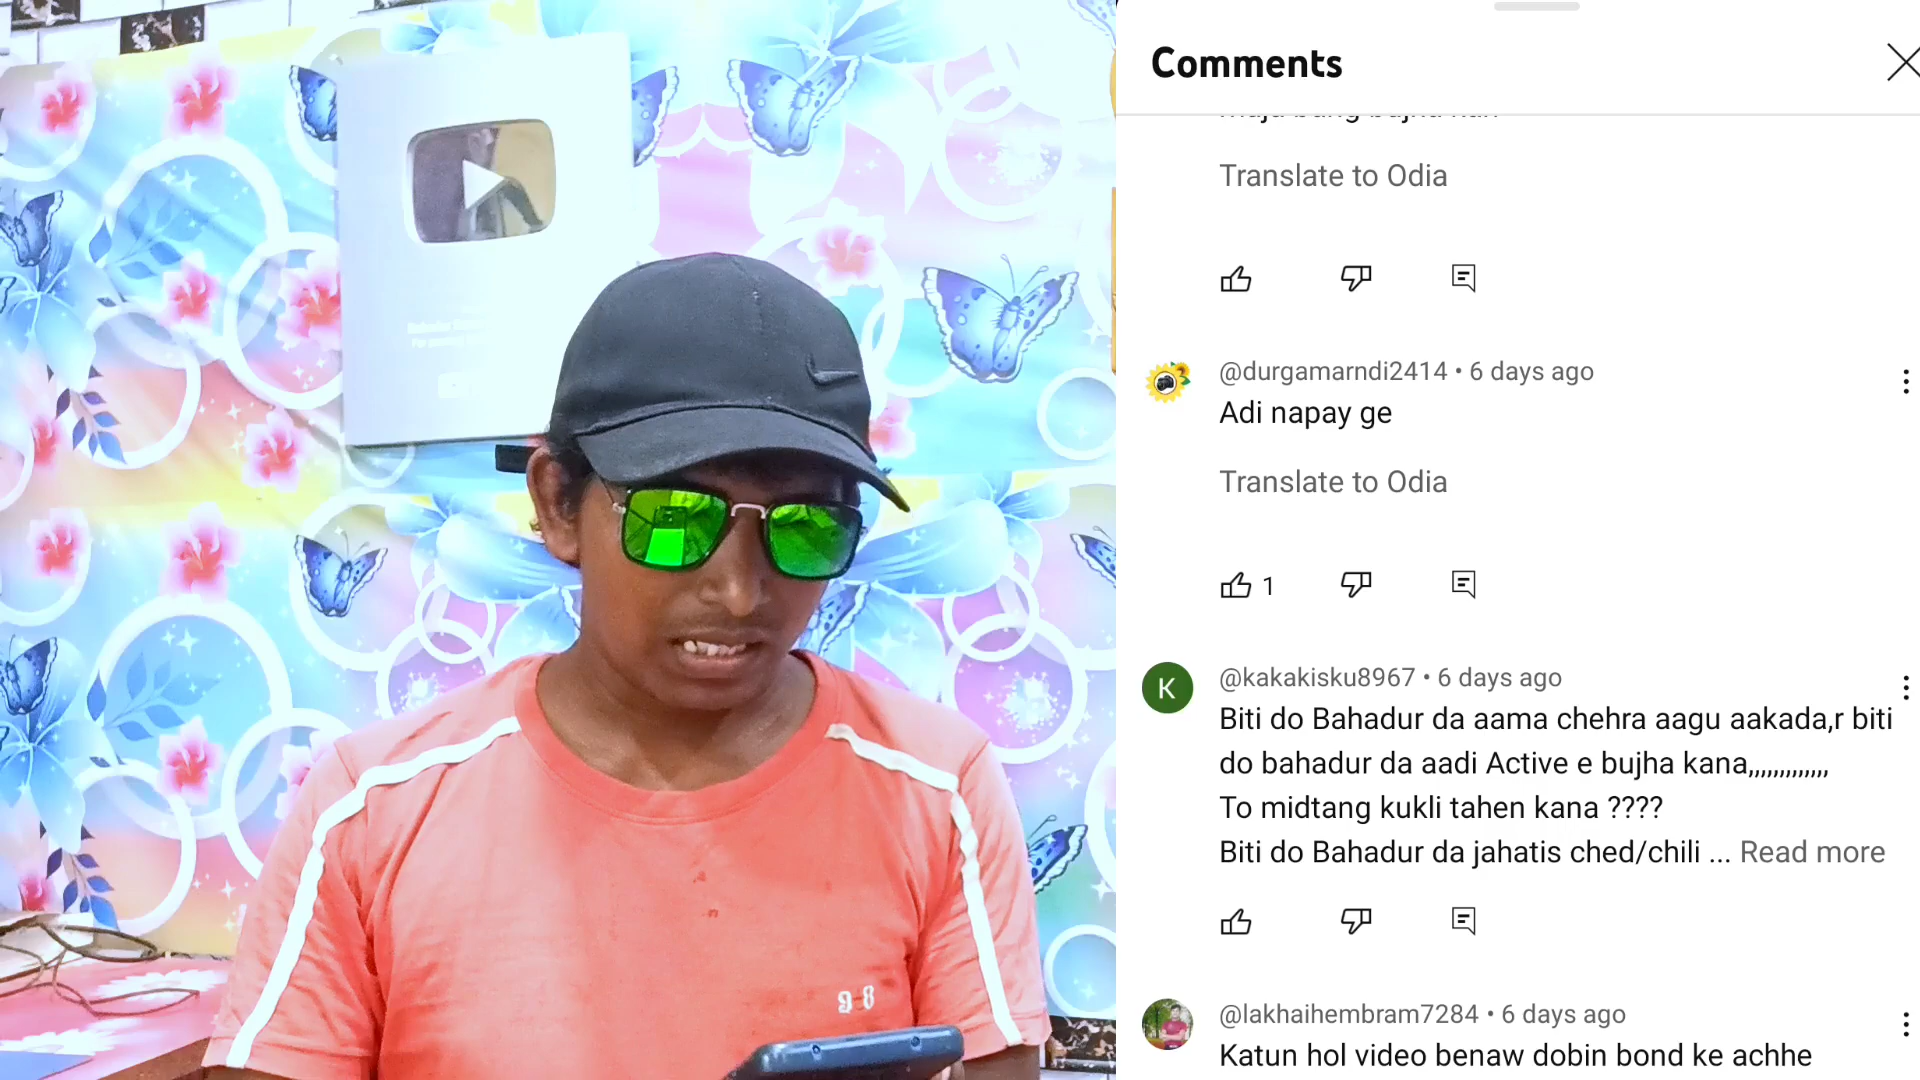 Comments
Translate to Odia
@durgamarndi2414 • 6 days ago
Adi napay ge
Translate to Odia
1
K
@kakakisku8967 • 6 days ago
Biti do Bahadur da aama chehra aagu aakada,r biti
do bahadur da aadi Active e bujha kana,,,,,,,,,,,,,
To midtang kukli tahen kana ????
Biti do Bahadur da jahatis ched/chili ... Read more
@lakhaihembram7284 • 6 days ago
Katun hol video benaw dobin bond ke achhe
98